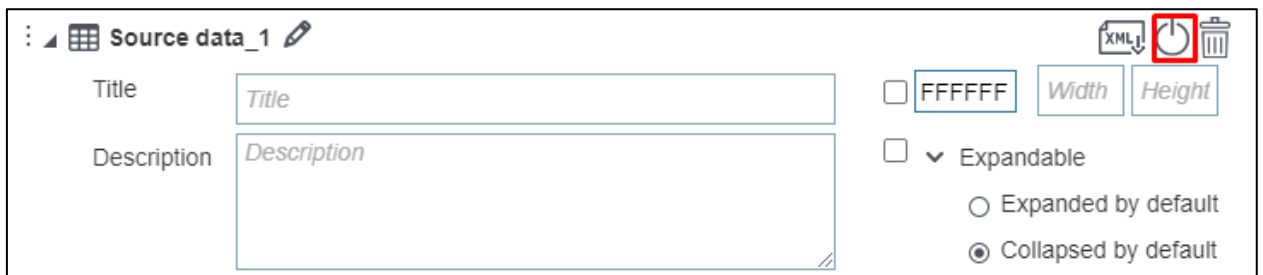 Source data_1
XML
Title
Title
FFFFFF
Width
Height
Description
Description
Expandable
Expanded by default
Collapsed by default